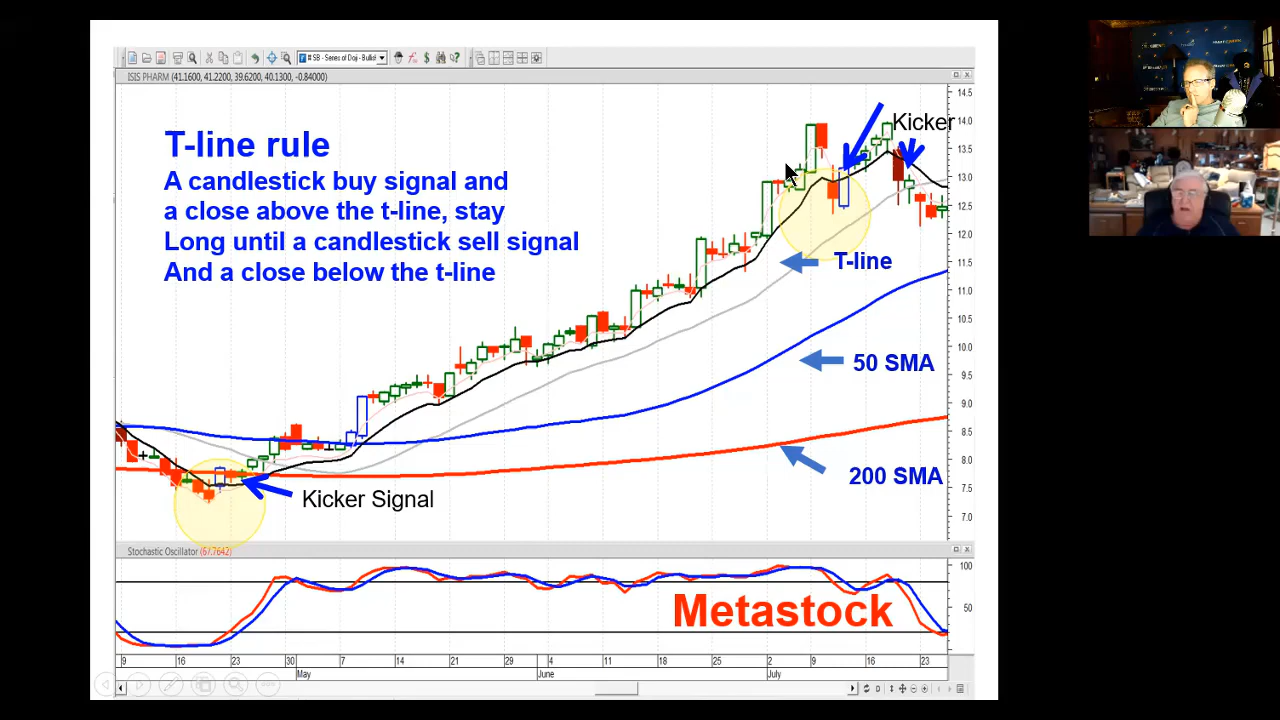 # SB - Series of Doji - Bullish
ISIS PHARM (41.1600, 41.2200, 39.6200, 40.1300, -0.84000)
T-line rule
A candlestick buy signal and
a close above the t-line, stay
Long until a candlestick sell signal
And a close below the t-line
Kicker
T-line
50 SMA
200 SMA
Kicker Signal
14.5
14.0
13.5
13.0
12.5
12.0
11.5
11.0
10.5
10.0
9.5
9.0
8.5
8.0
7.5
7.0
Stochastic Oscillator (67.7642)
100
50
Metastock
9 16 23 30 7 14 21 29 4 11 18 25 2 9 16 23
May June July